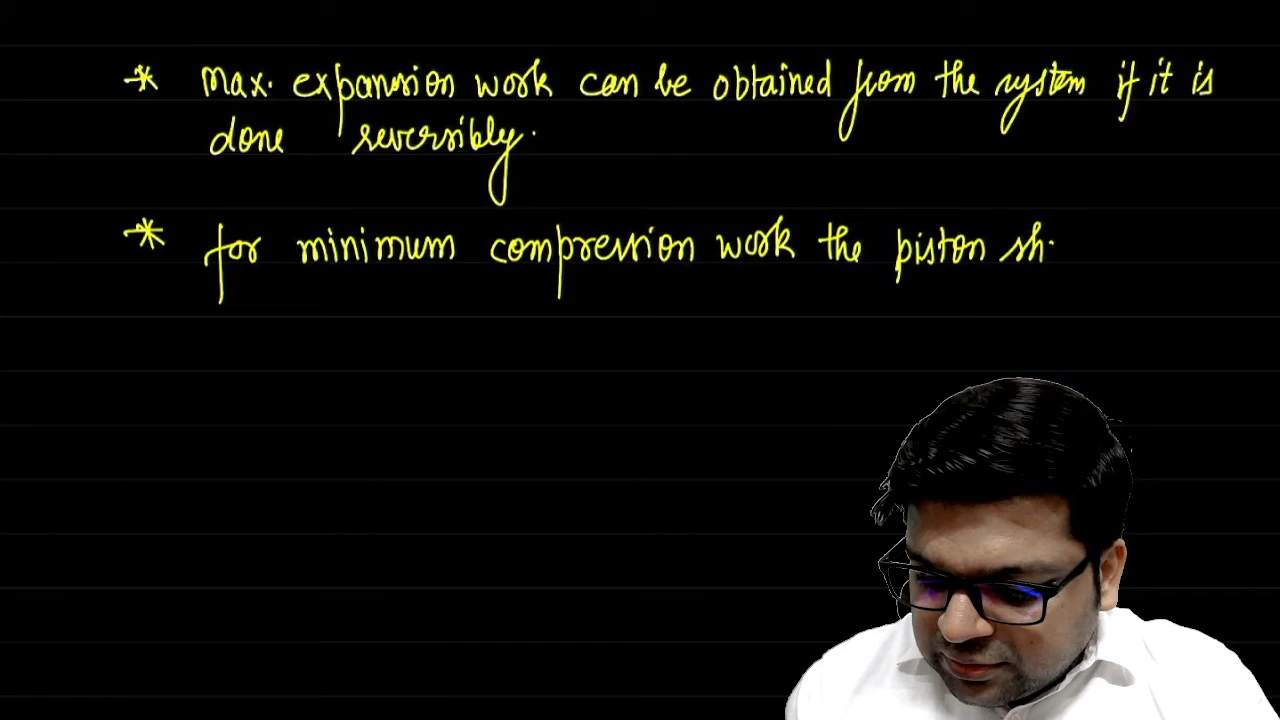 * Max. expansion work can be obtained from the system if it is
done reversibly.
* for minimum compression work the piston sh.